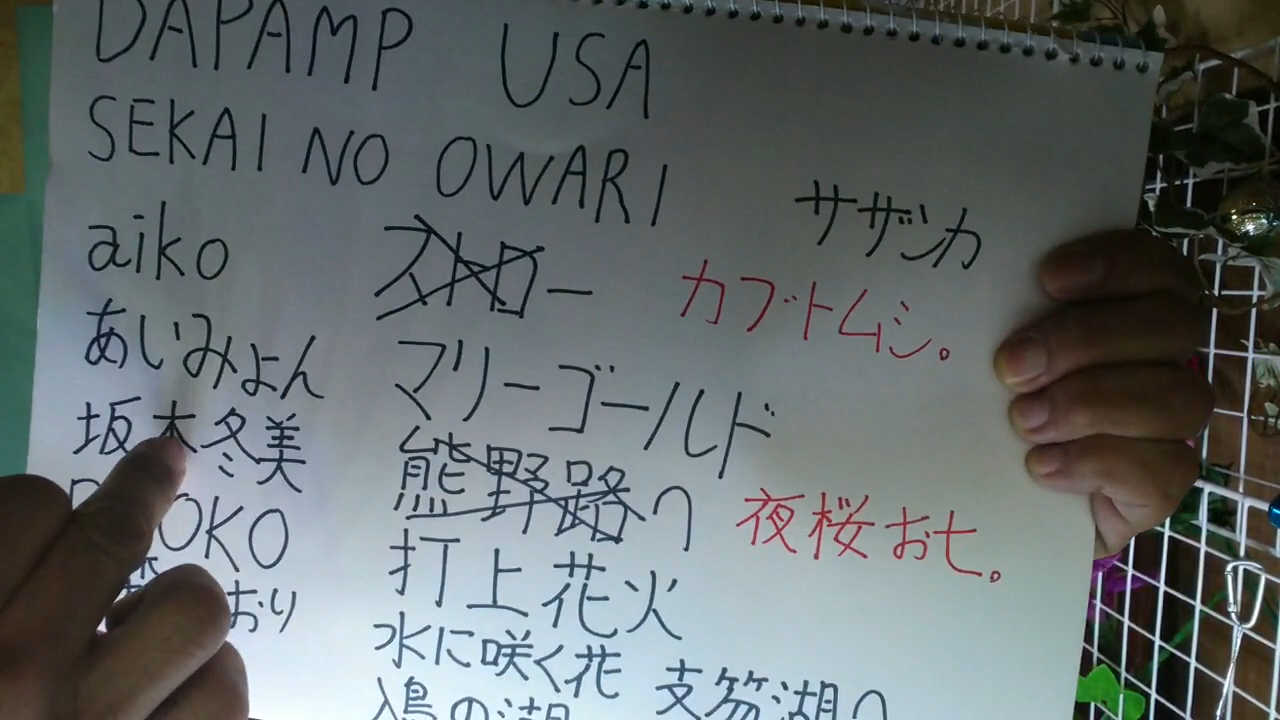 DAPAMP USA
SEKAI NO OWARI サザンカ
aiko カブトムシ。
あいみょん マリーゴールド
坂本冬美 熊野路? 夜桜お七。
OKO 打上花火
おり 水に咲く花 支笏湖?
の湖